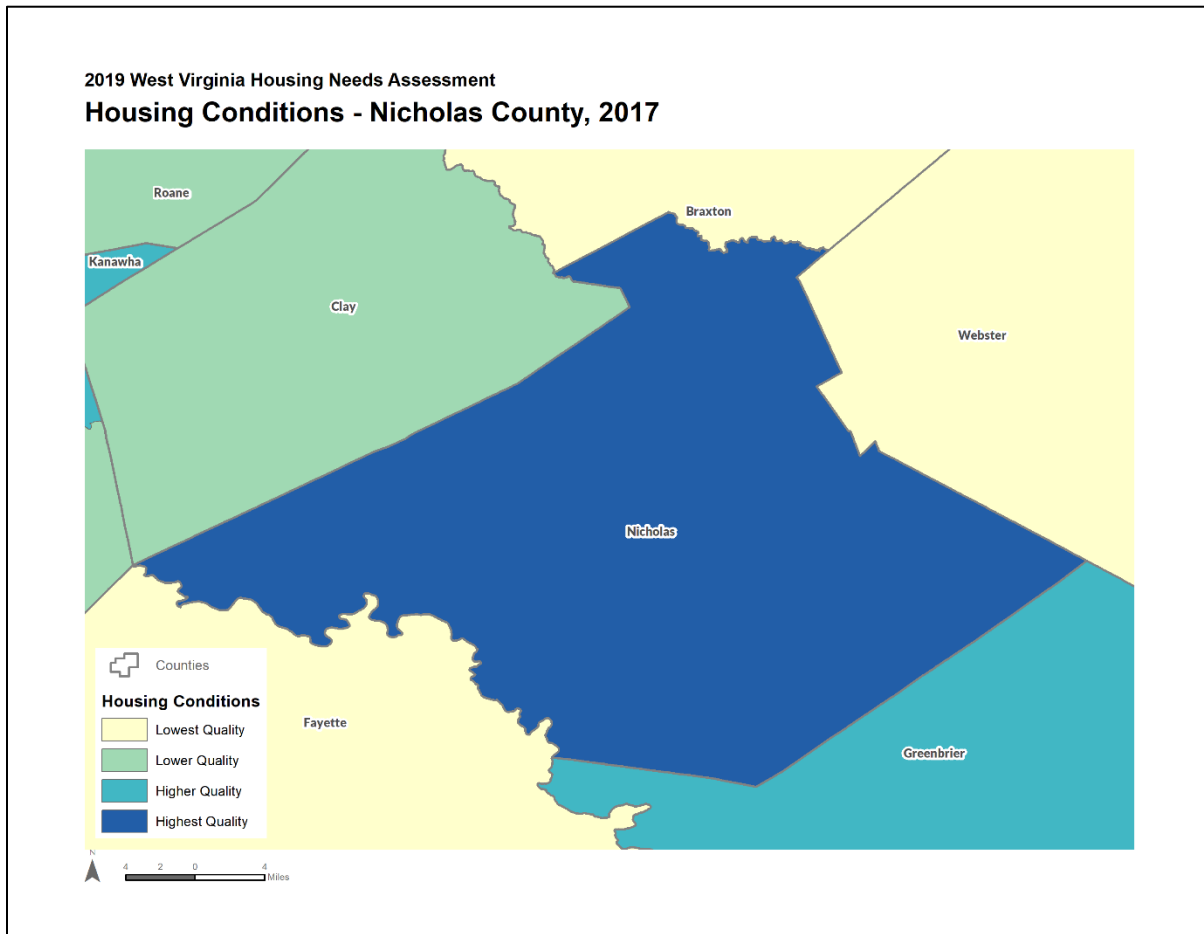 2019 West Virginia Housing Needs Assessment
Housing Conditions - Nicholas County, 2017
Roane
Braxton
Kanawha
Clay
Webster
Nicholas
Fayette
Greenbrier
Counties
Housing Conditions
Lowest Quality
Lower Quality
Higher Quality
Highest Quality
N
4 2 0 4
Miles